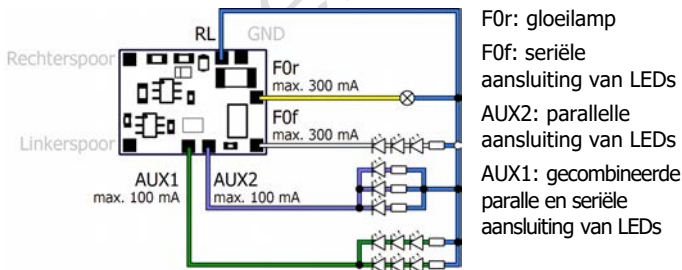 RL GND
Rechterspoor
F0r
max. 300 mA
F0f
max. 300 mA
Linkerspoor
AUX1
max. 100 mA
AUX2
max. 100 mA
F0r: gloeilamp
F0f: seriële
aansluiting van LEDs
AUX2: parallelle
aansluiting van LEDs
AUX1: gecombineerde
paralle en seriële
aansluiting van LEDs